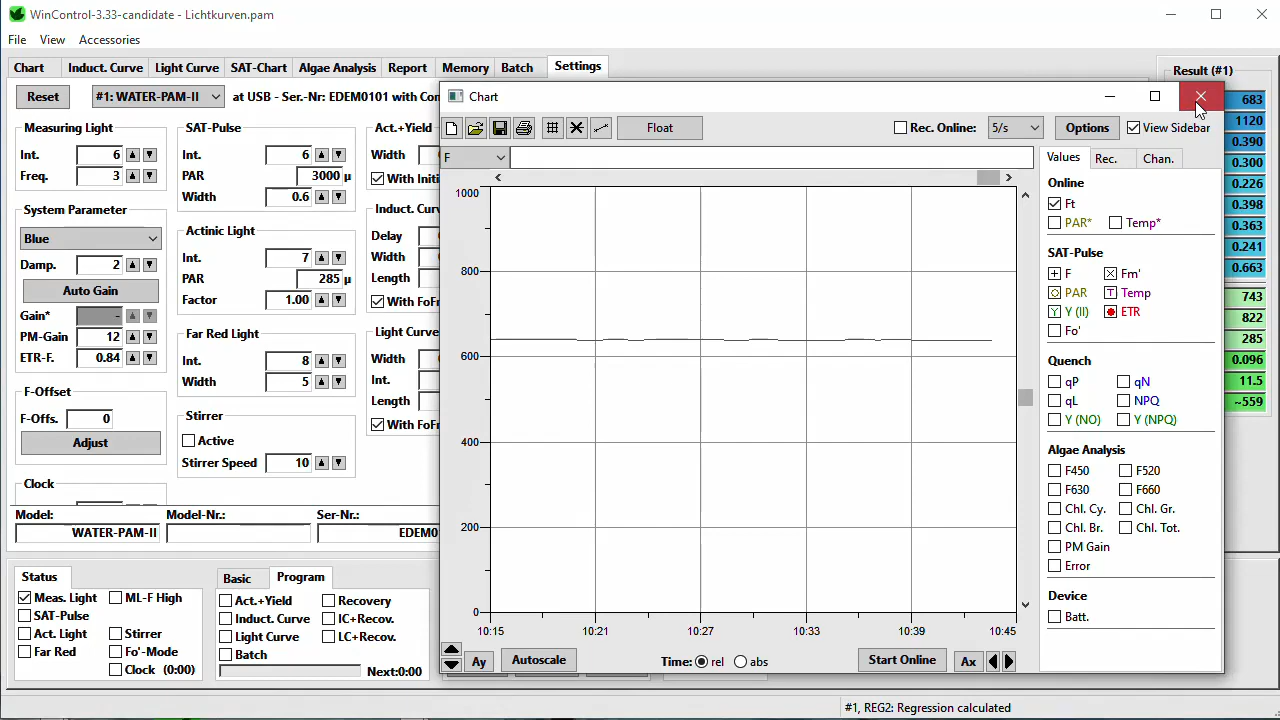 WinControl-3.33-candidate - Lichtkurven.pam
File View Accessories
Chart Induct. Curve Light Curve SAT-Chart Algae Analysis Report Memory Batch Settings
Reset #1: WATER-PAM-II at USB - Ser.-Nr: EDEM0101 with Con
Measuring Light
Int. 6
Freq. 3
System Parameter
Blue
Damp. 2
Auto Gain
Gain* -
PM-Gain 12
ETR-F. 0.84
F-Offset
F-Offs. 0
Adjust
Clock
SAT-Pulse
Int. 6
PAR 3000 µ
Width 0.6
Actinic Light
Int. 7
PAR 285 µ
Factor 1.00
Far Red Light
Int. 8
Width 5
Stirrer
Active
Stirrer Speed 10
Act.+Yield
Width
With Initi
Induct. Curv
Delay
Width
Length
With FoFr
Light Curve
Width
Int.
Length
With FoFr
Model: Model-Nr.: Ser-Nr.:
WATER-PAM-II EDEM0
Status
Meas. Light ML-F High
SAT-Pulse
Act. Light Stirrer
Far Red Fo'-Mode
Clock (0:00)
Basic Program
Act.+Yield Recovery
Induct. Curve IC+Recov.
Light Curve LC+Recov.
Batch
Next:0:00
Chart
Float Rec. Online: 5/s Options View Sidebar
F
1000
800
600
400
200
0
10:15 10:21 10:27 10:33 10:39 10:45
Ay Autoscale Time: rel abs Start Online Ax
Values Rec. Chan.
Online
Ft
PAR* Temp*
SAT-Pulse
F Fm'
PAR Temp
Y (II) ETR
Fo'
Quench
qP qN
qL NPQ
Y (NO) Y (NPQ)
Algae Analysis
F450 F520
F630 F660
Chl. Cy. Chl. Gr.
Chl. Br. Chl. Tot.
PM Gain
Error
Device
Batt.
Result (#1)
683
1120
0.390
0.300
0.226
0.398
0.363
0.241
0.663
743
822
285
0.096
11.5
~559
#1, REG2: Regression calculated